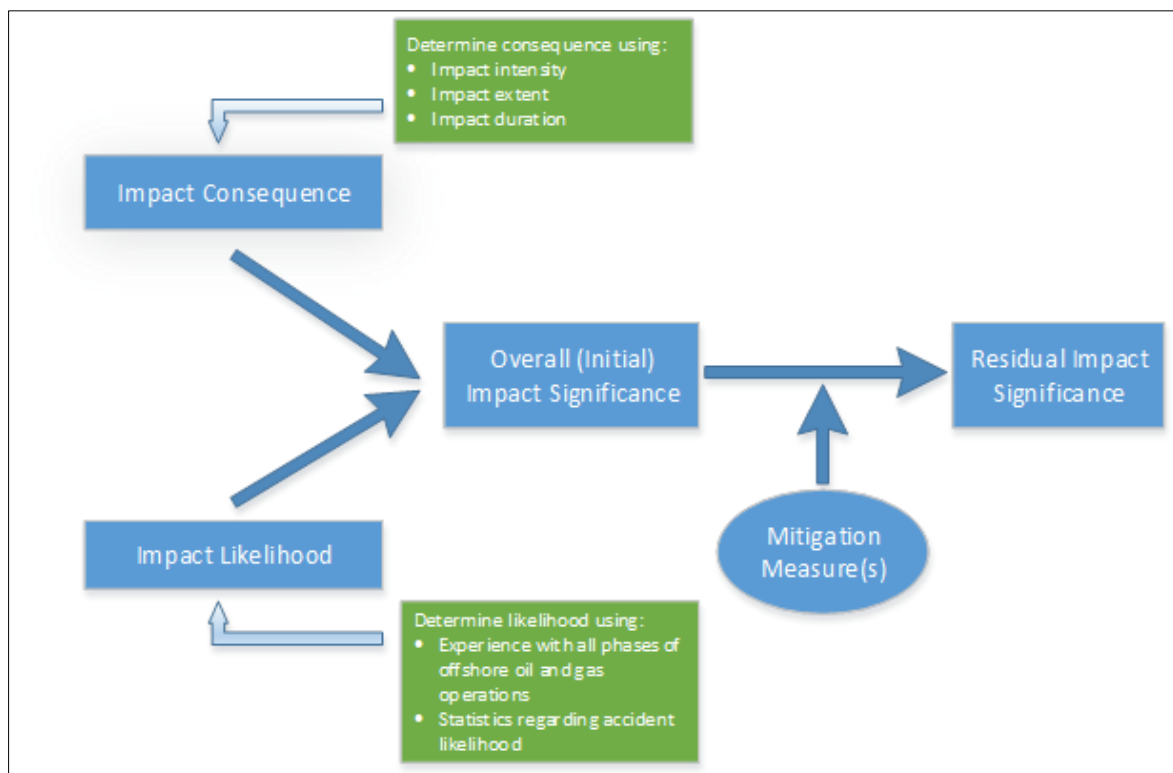 Determine consequence using:
• Impact intensity
• Impact extent
• Impact duration
Impact Consequence
Overall (Initial)
Impact Significance
Residual Impact
Significance
Impact Likelihood
Mitigation
Measure(s)
Determine likelihood using:
• Experience with all phases of
offshore oil and gas
operations
• Statistics regarding accident
likelihood